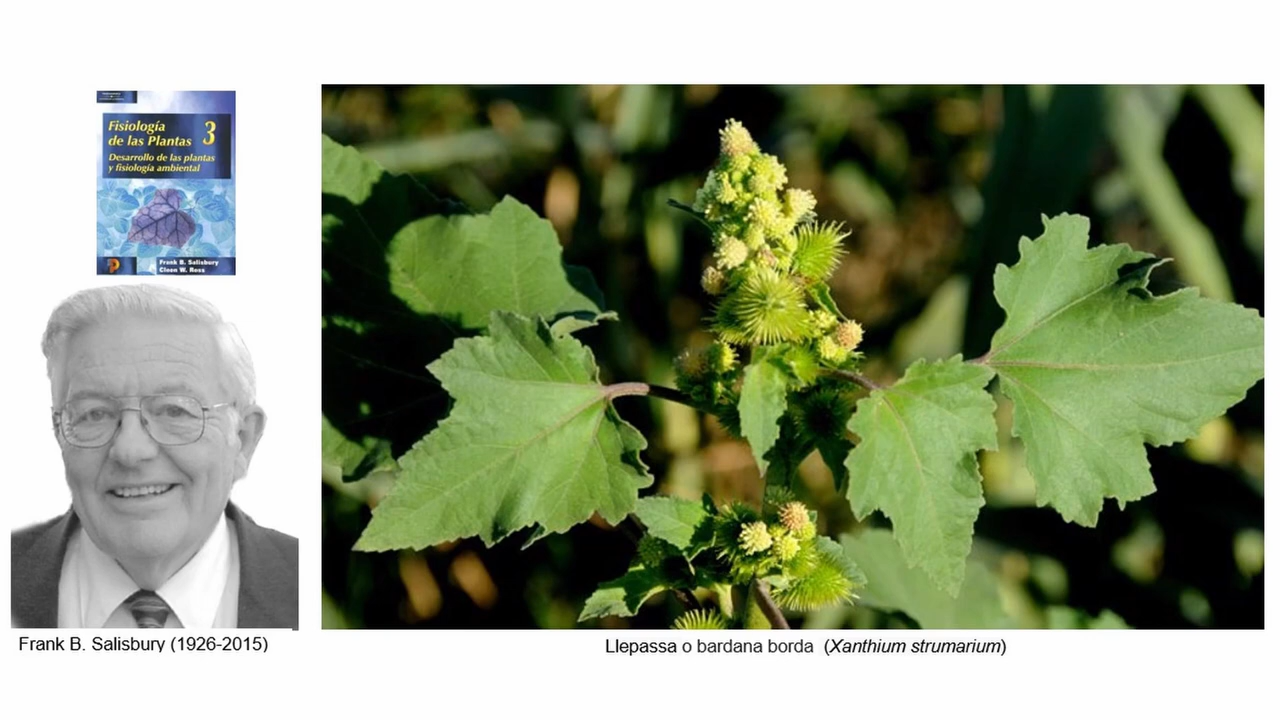 Fisiología
de las Plantas 3
Desarrollo de las plantas
y fisiología ambiental
Frank B. Salisbury
Cleon W. Ross
Frank B. Salisbury (1926-2015)
Llepassa o bardana borda (Xanthium strumarium)